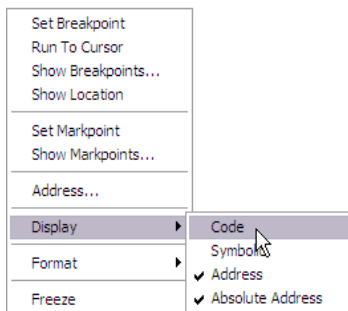 Set Breakpoint
Run To Cursor
Show Breakpoints...
Show Location
Set Markpoint
Show Markpoints...
Address...
Display
Code
Symbols
Format
Address
Freeze
Absolute Address